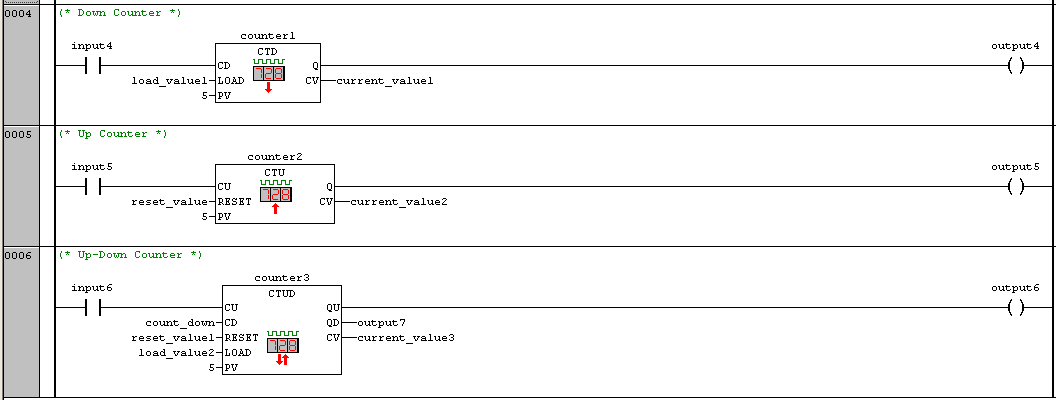 0004 (* Down Counter *)
input4 counter1 output4
CTD
CD Q
load_value1 LOAD CV current_value1
5 PV
0005 (* Up Counter *)
input5 counter2 output5
CTU
CU Q
reset_value RESET CV current_value2
5 PV
0006 (* Up-Down Counter *)
input6 counter3 output6
CTUD
CU QU
count_down CD QD output7
reset_value1 RESET CV current_value3
load_value2 LOAD
5 PV